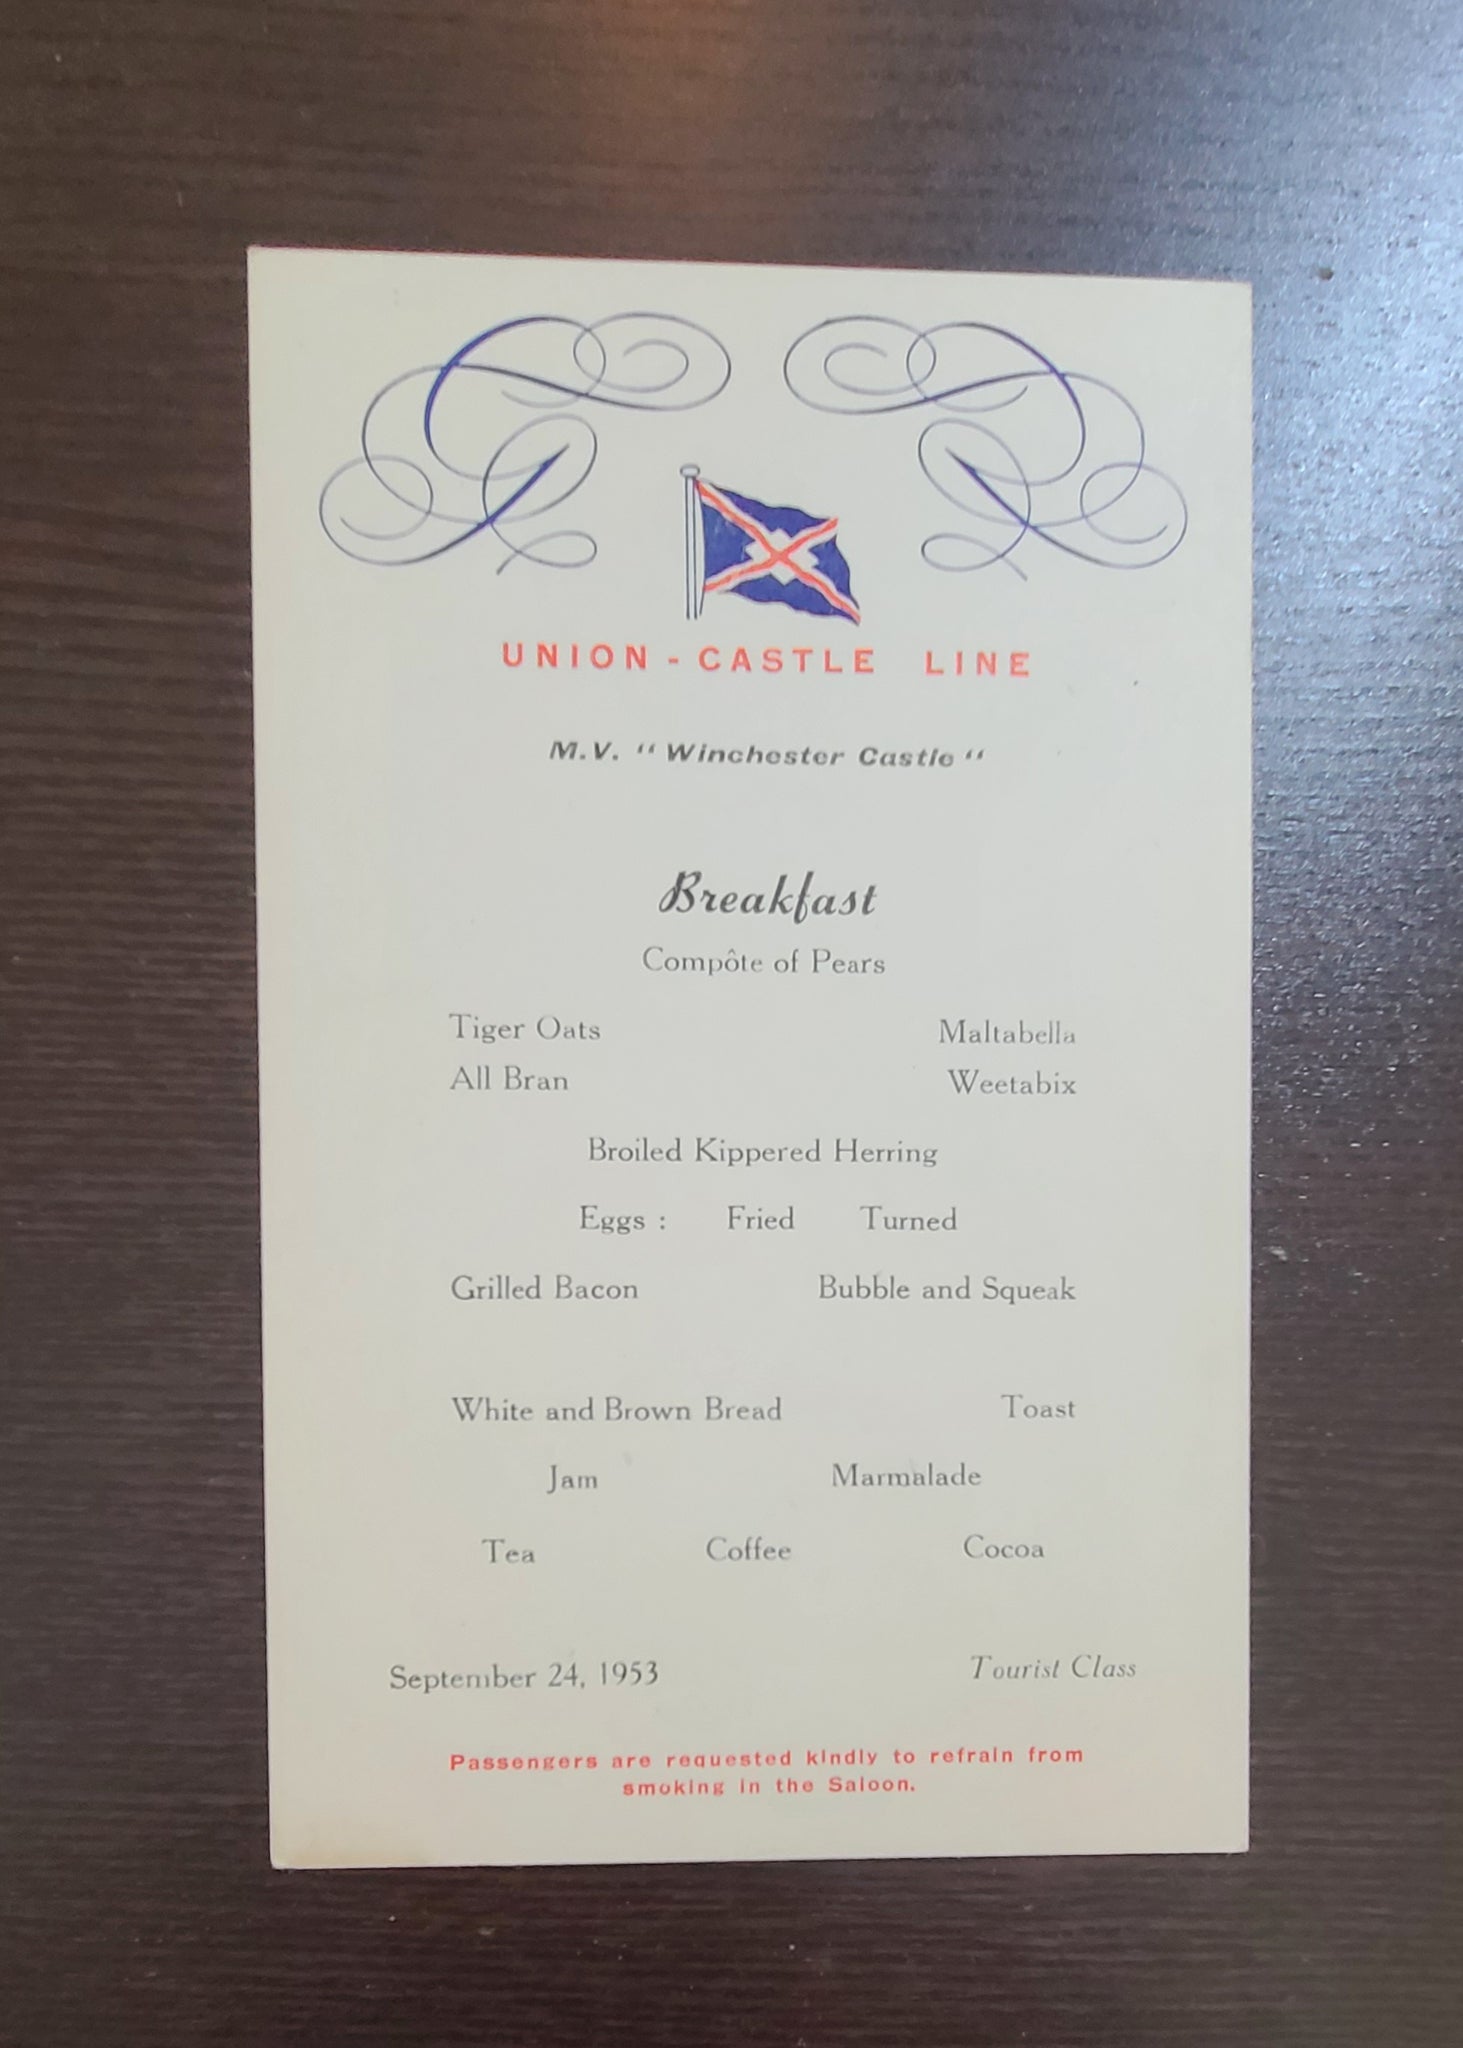 UNION - CASTLE LINE
M.V. “ Winchester Castle “
Breakfast
Compôte of Pears
Tiger Oats Maltabella
All Bran Weetabix
Broiled Kippered Herring
Eggs : Fried Turned
Grilled Bacon Bubble and Squeak
White and Brown Bread Toast
Jam Marmalade
Tea Coffee Cocoa
September 24, 1953 Tourist Class
Passengers are requested kindly to refrain from
smoking in the Saloon.